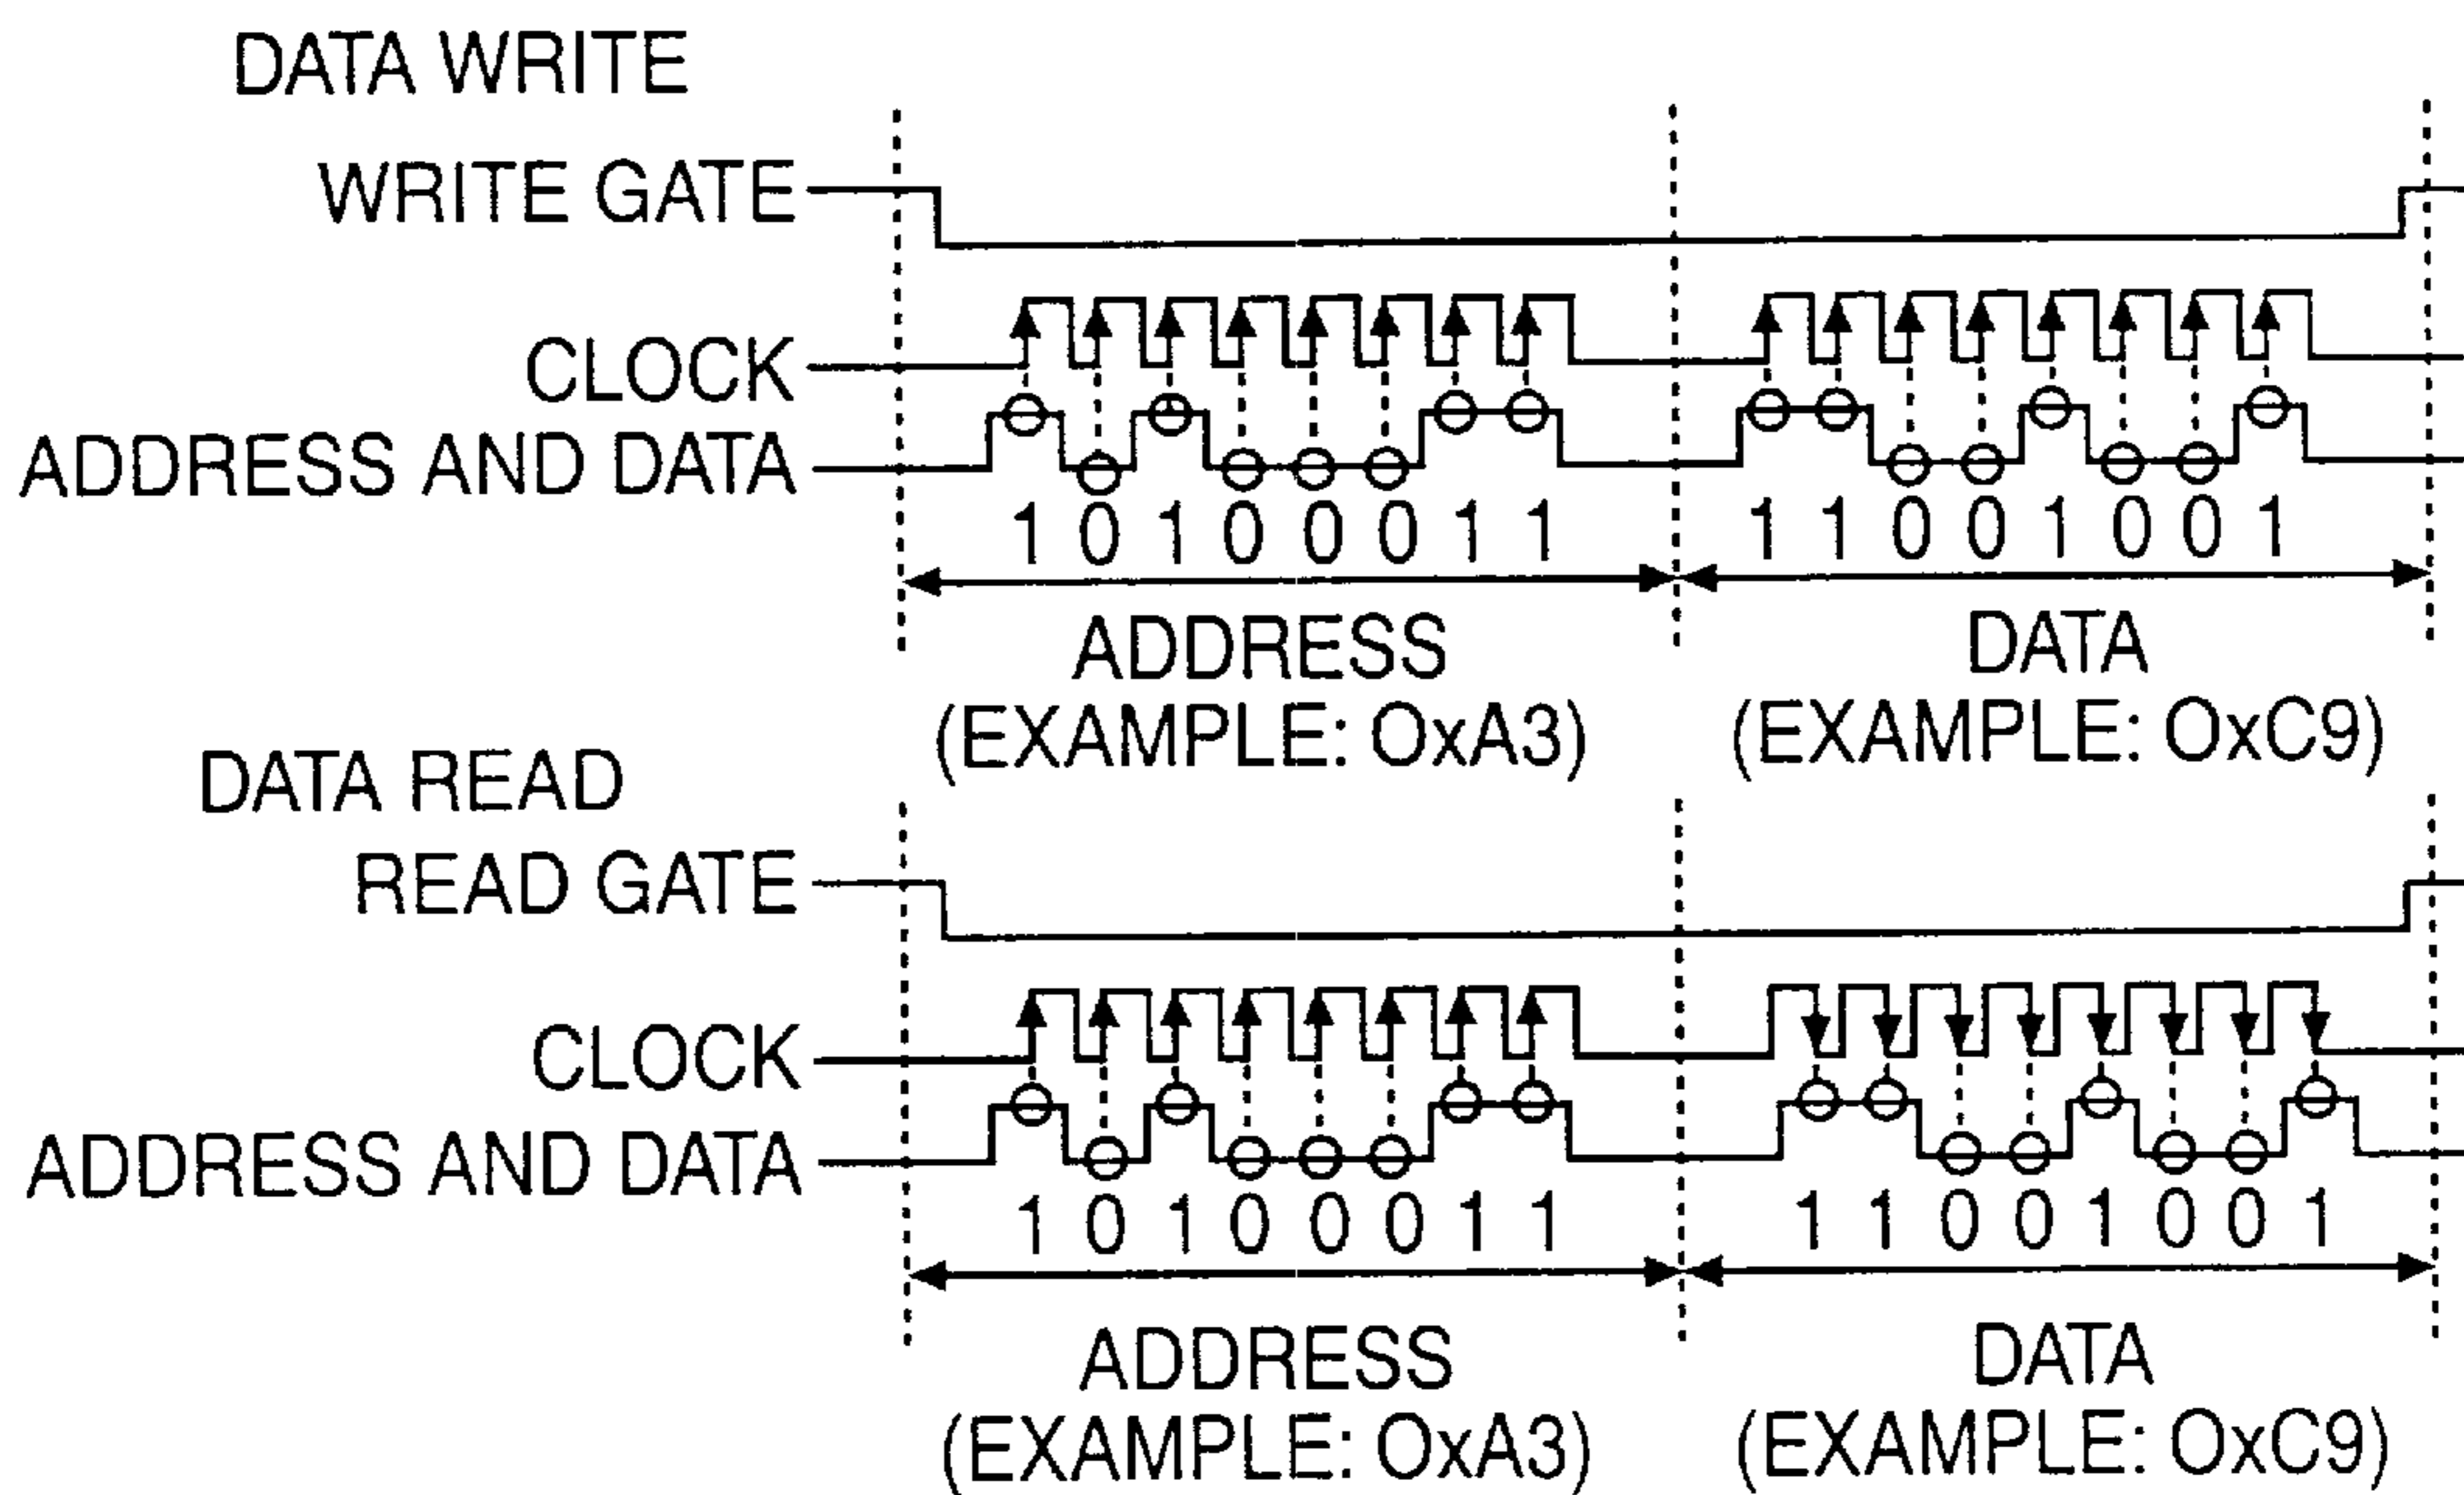 DATA WRITE
WRITE GATE
CLOCK
ADDRESS AND DATA
1 0 1 0 0 0 1 1 1 1 0 0 1 0 0 1
ADDRESS DATA
(EXAMPLE: OxA3) (EXAMPLE: OxC9)
DATA READ
READ GATE
CLOCK
ADDRESS AND DATA
1 0 1 0 0 0 1 1 1 1 0 0 1 0 0 1
ADDRESS DATA
(EXAMPLE: OxA3) (EXAMPLE: OxC9)